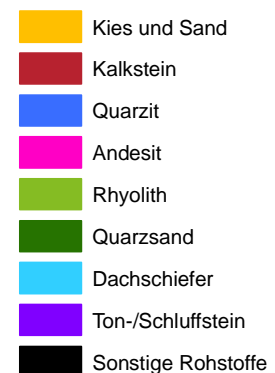 Kies und Sand
Kalkstein
Quarzit
Andesit
Rhyolith
Quarzsand
Dachschiefer
Ton-/Schluffstein
Sonstige Rohstoffe